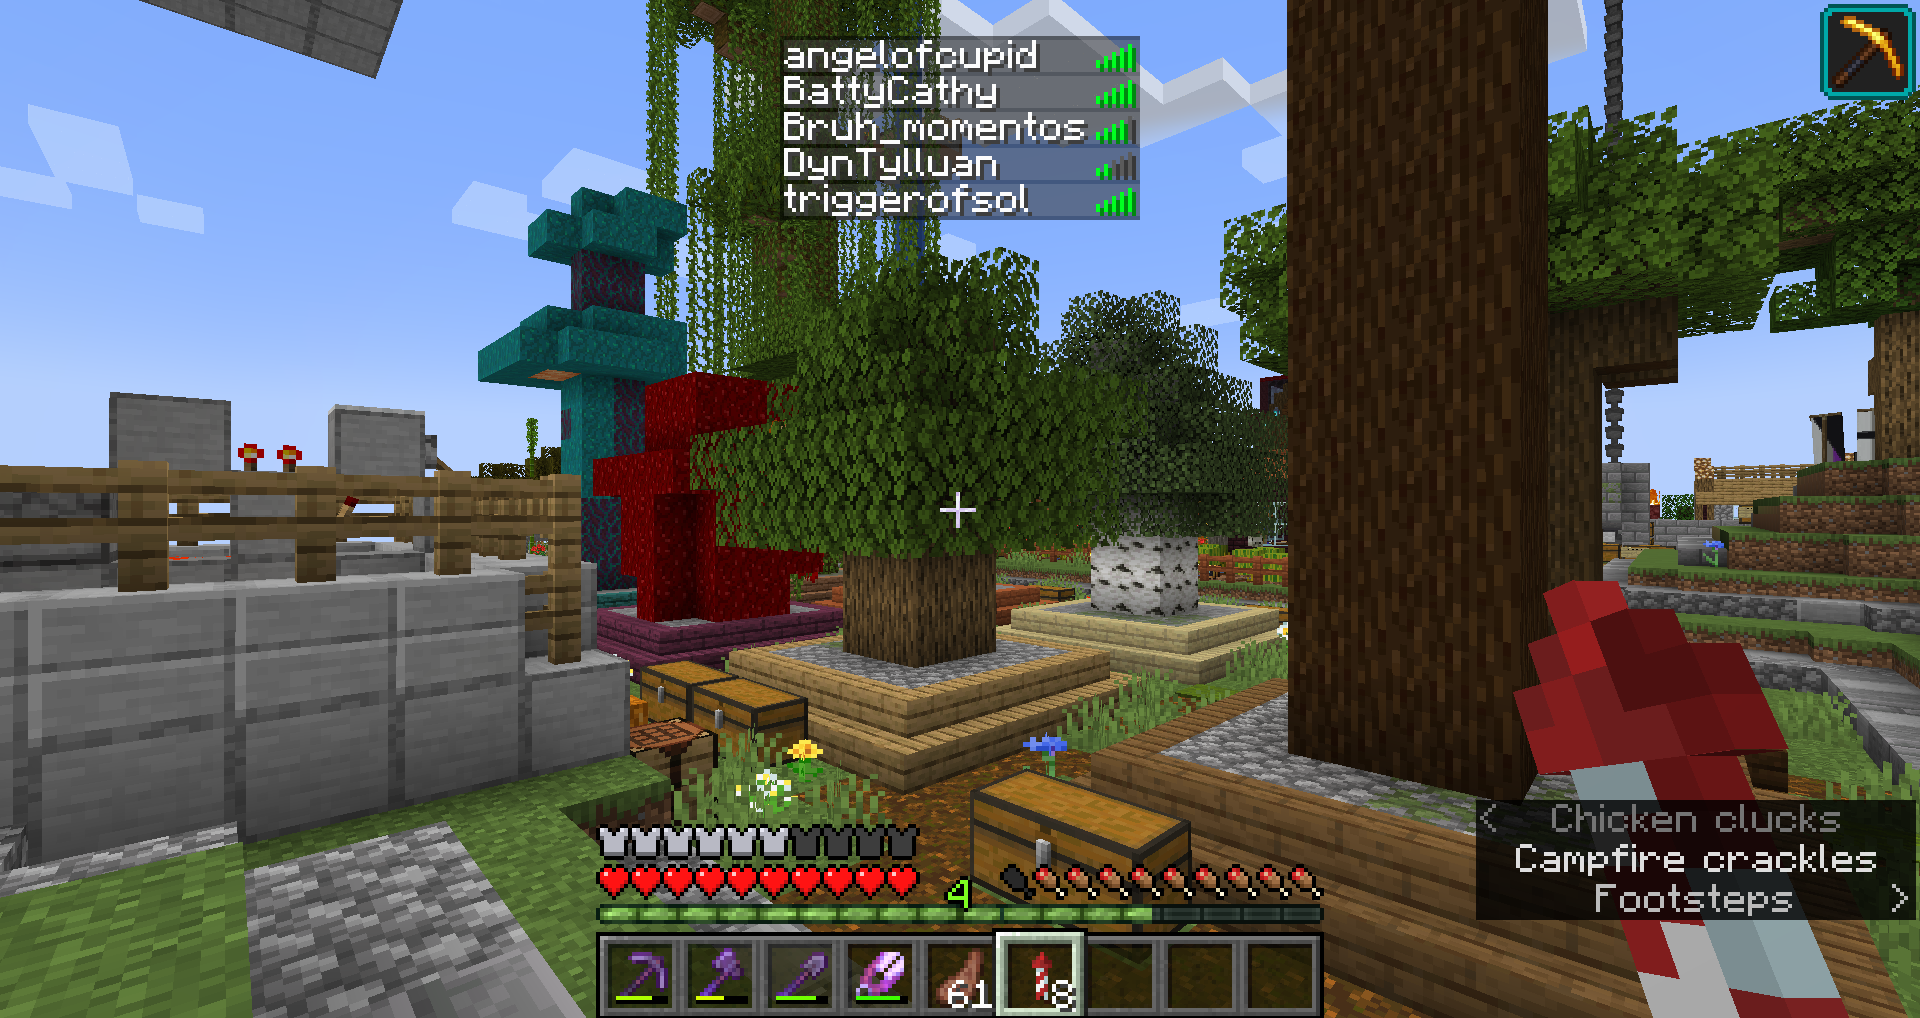 angelofcupid
BattyCathy
Bruh_momentos
DynTylluan
triggerofsol
< Chicken clucks
Campfire crackles
Footsteps >
4
61
8